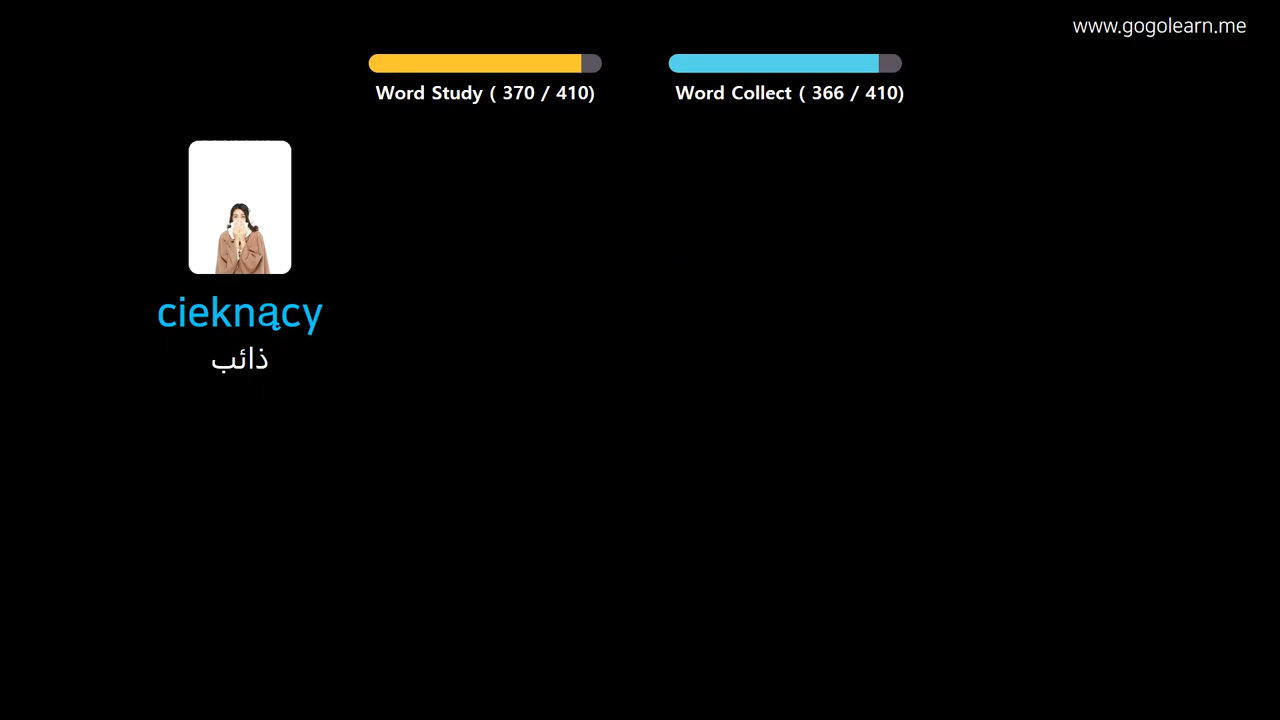 www.gogolearn.me
Word Study ( 370 / 410)
Word Collect ( 366 / 410)
cieknący
ذائب